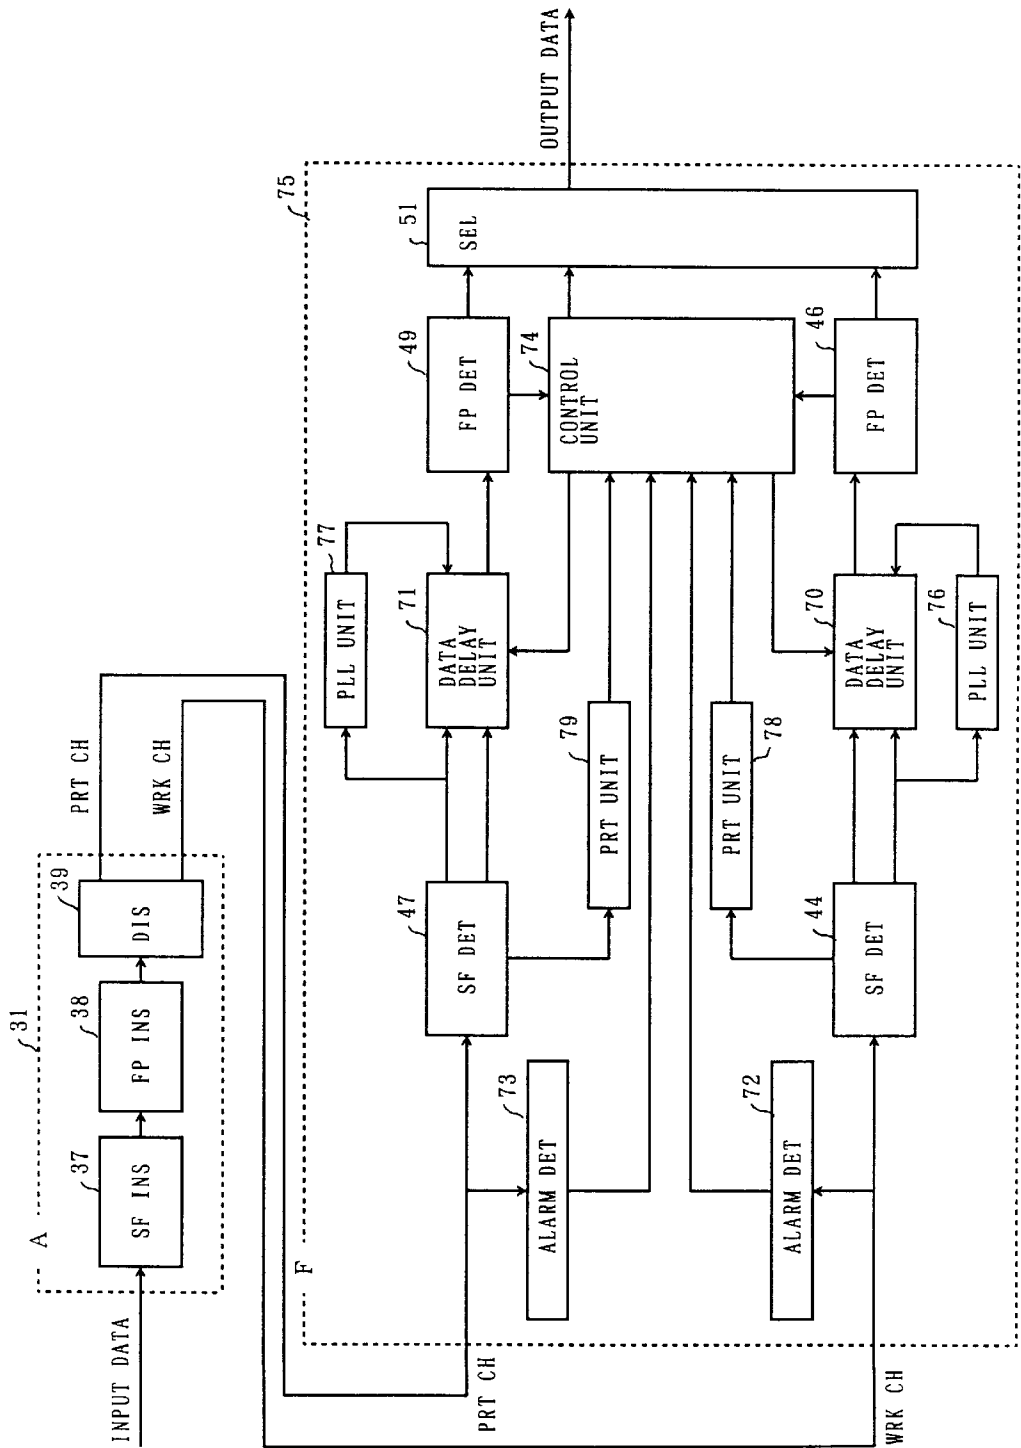 INPUT DATA
A
31
37
SF INS
38
FP INS
39
DIS
PRT CH
WRK CH
F
75
PRT CH
73
ALARM DET
47
SF DET
77
PLL UNIT
71
DATA
DELAY
UNIT
79
PRT UNIT
49
FP DET
74
CONTROL
UNIT
51
SEL
OUTPUT DATA
WRK CH
72
ALARM DET
44
SF DET
78
PRT UNIT
70
DATA
DELAY
UNIT
76
PLL UNIT
46
FP DET